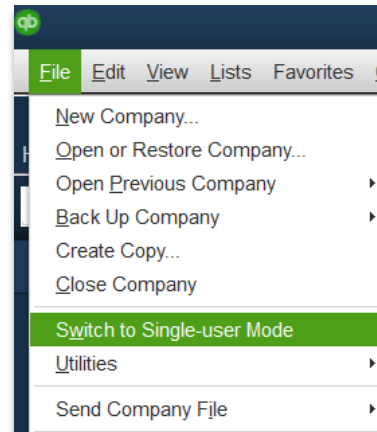 qb
File Edit View Lists Favorites
New Company...
Open or Restore Company...
Open Previous Company
Back Up Company
Create Copy...
Close Company
Switch to Single-user Mode
Utilities
Send Company File